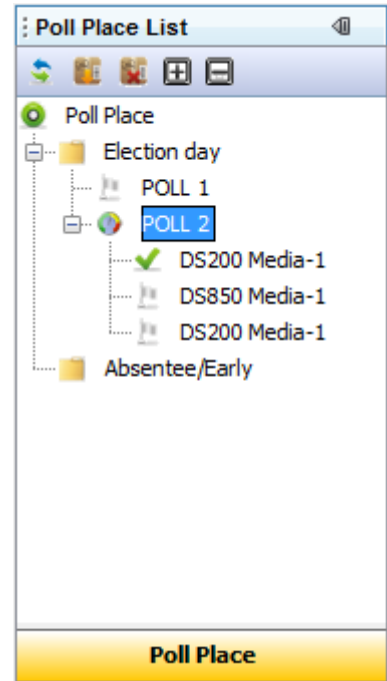 Poll Place List
Poll Place
Election day
POLL 1
POLL 2
DS200 Media-1
DS850 Media-1
DS200 Media-1
Absentee/Early
Poll Place